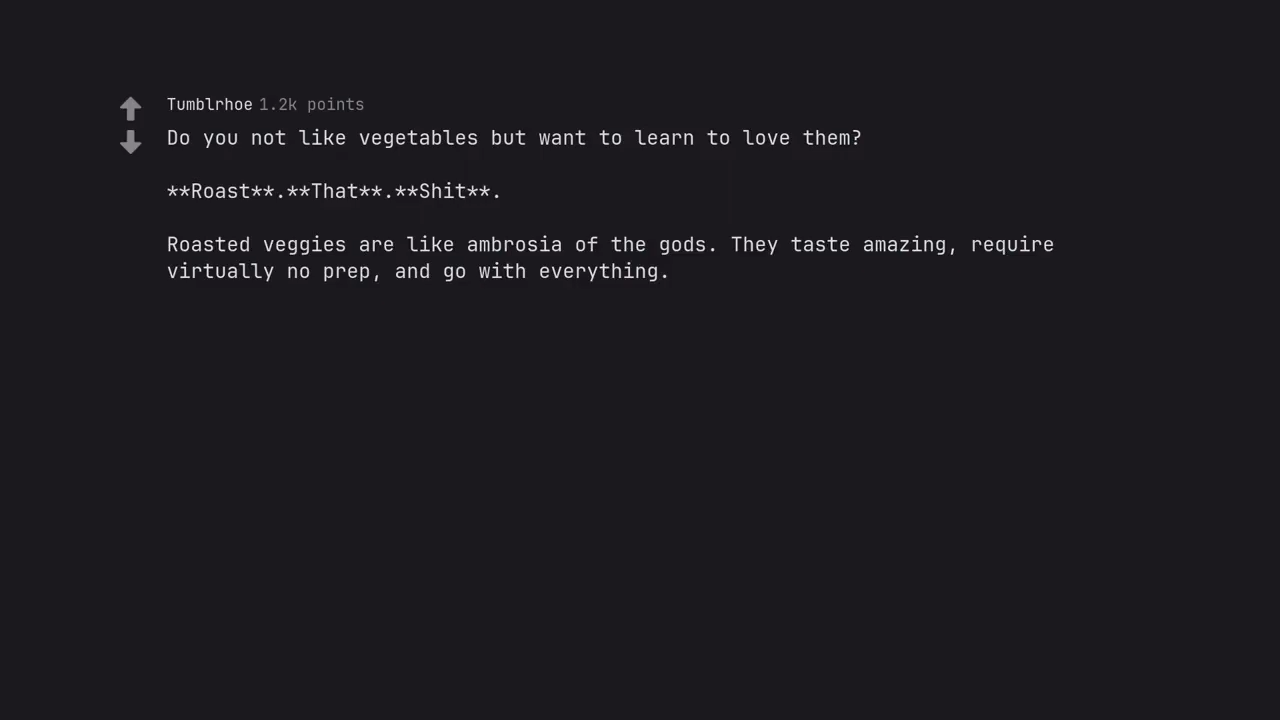 Tumblrhoe 1.2k points
Do you not like vegetables but want to learn to love them?
**Roast**.**That**.**Shit**.
Roasted veggies are like ambrosia of the gods. They taste amazing, require
virtually no prep, and go with everything.